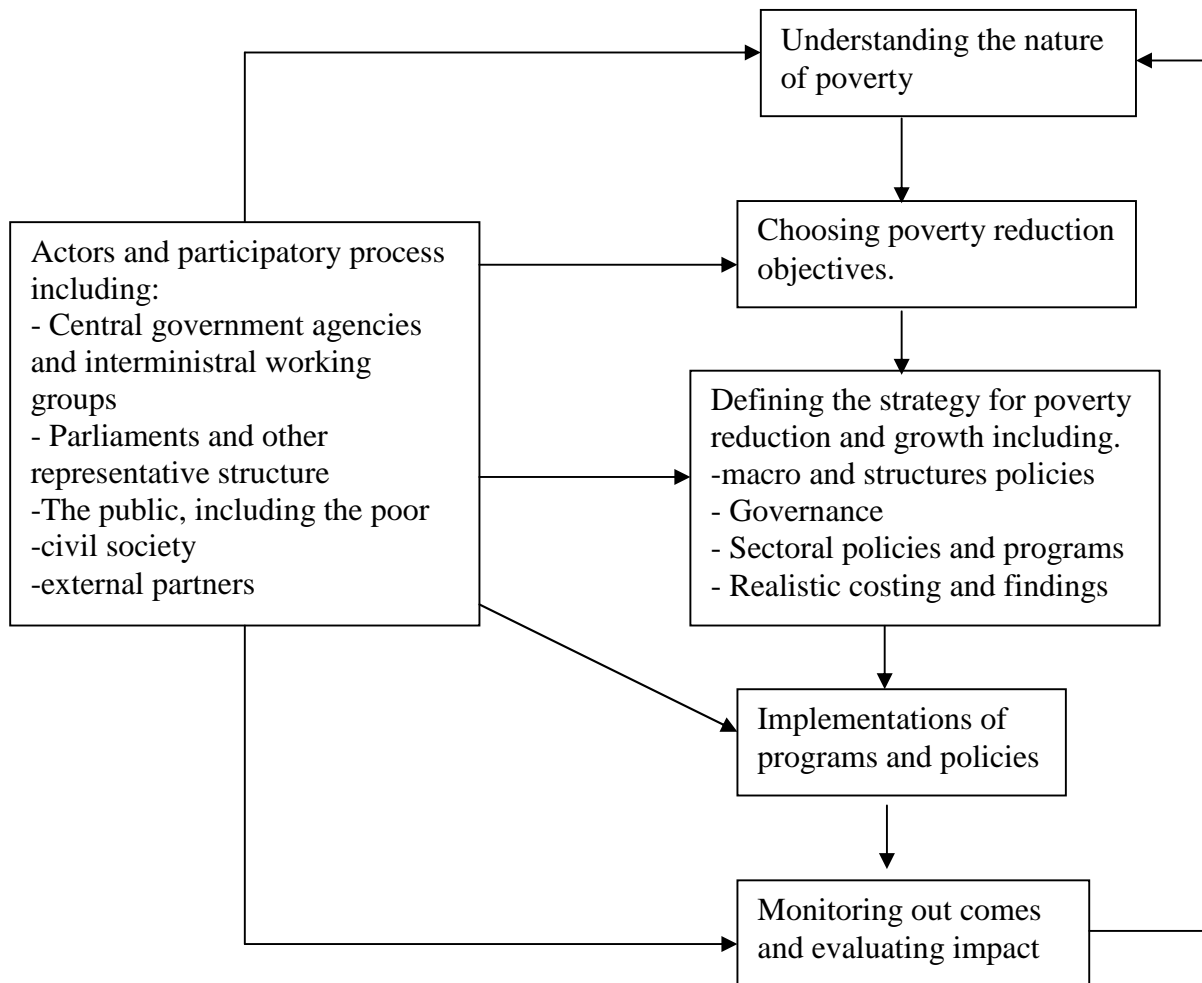 Understanding the nature
of poverty
Choosing poverty reduction
objectives.
Actors and participatory process
including:
- Central government agencies
and interministral working
groups
- Parliaments and other
representative structure
-The public, including the poor
-civil society
-external partners
Defining the strategy for poverty
reduction and growth including.
-macro and structures policies
- Governance
- Sectoral policies and programs
- Realistic costing and findings
Implementations of
programs and policies
Monitoring out comes
and evaluating impact